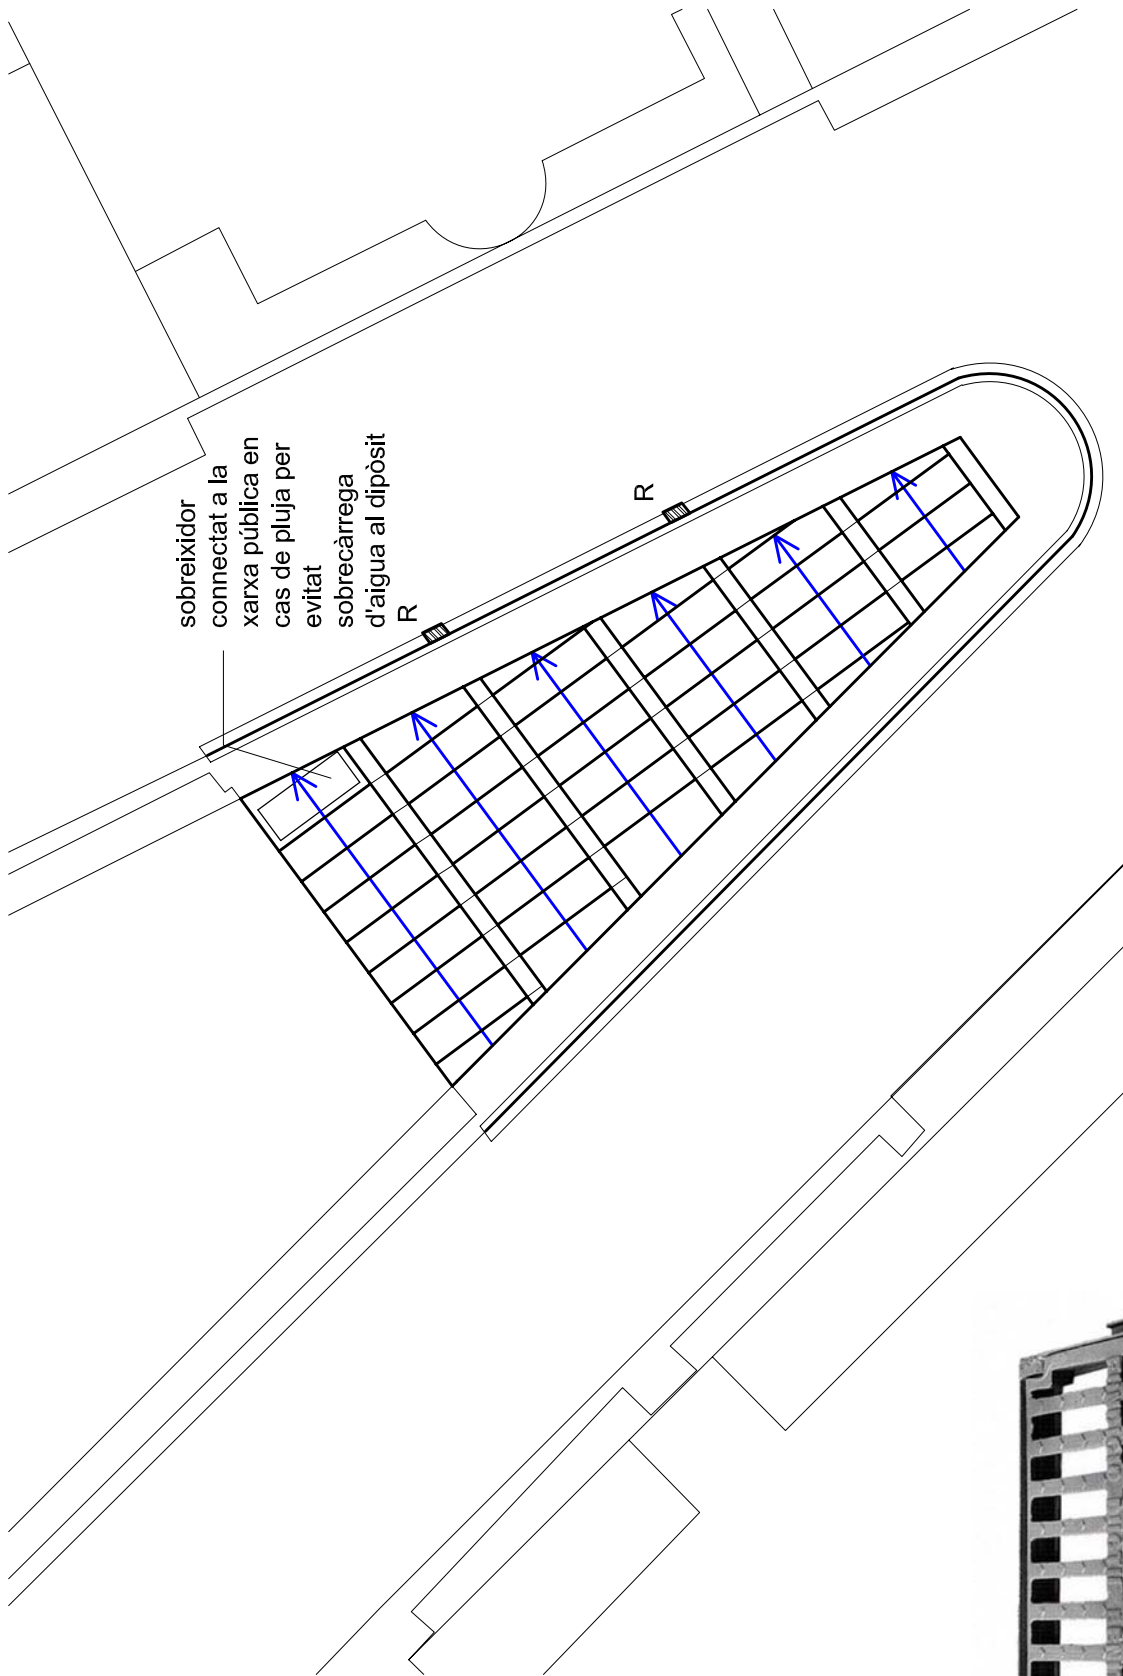 sobreixidor
connectat a la
xarxa pública en
cas de pluja per
evitat
sobrecàrrega
d'aigua al dipòsit
R
R